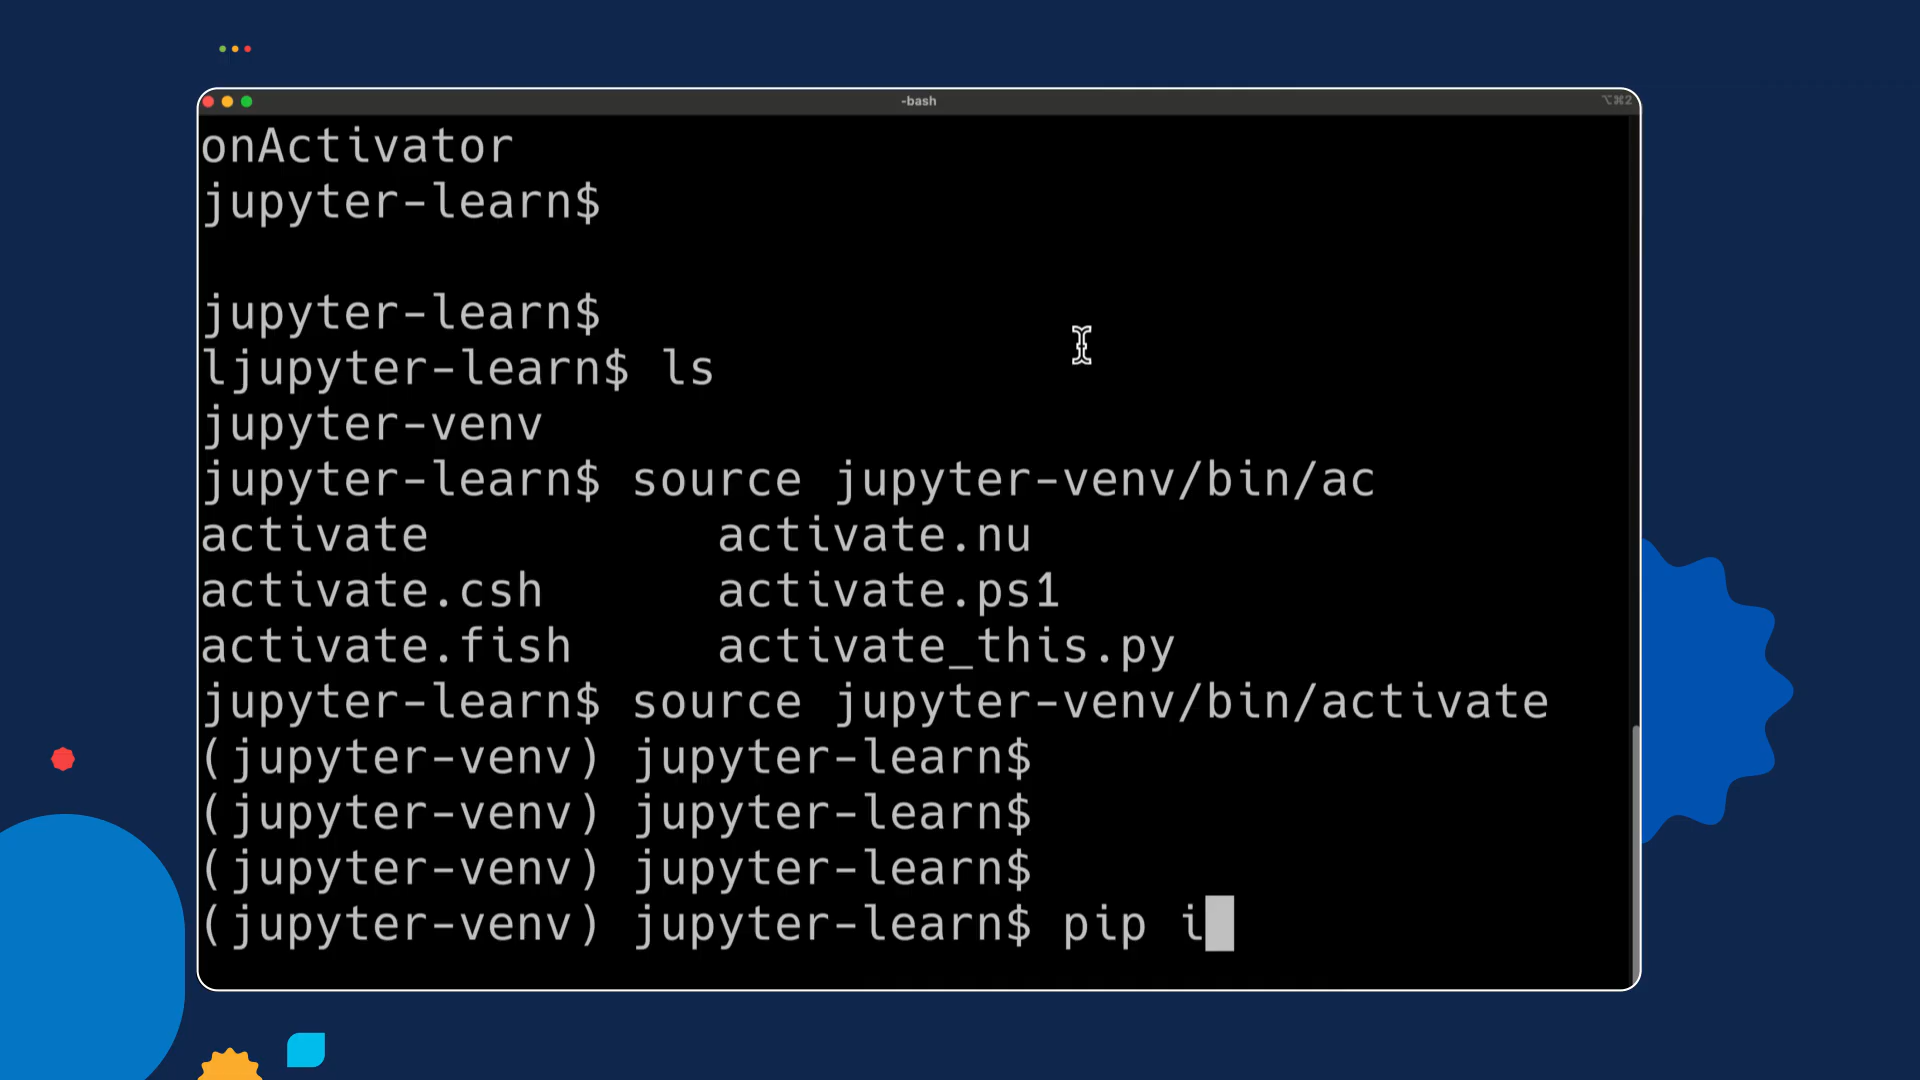 -bash
⌥⌘2
onActivator
jupyter-learn$
jupyter-learn$
ljupyter-learn$ ls
jupyter-venv
jupyter-learn$ source jupyter-venv/bin/ac
activate activate.nu
activate.csh activate.ps1
activate.fish activate_this.py
jupyter-learn$ source jupyter-venv/bin/activate
(jupyter-venv) jupyter-learn$
(jupyter-venv) jupyter-learn$
(jupyter-venv) jupyter-learn$
(jupyter-venv) jupyter-learn$ pip i